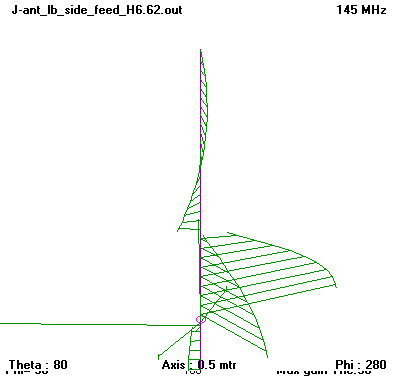 J-ant_lb_side_feed_H6.62.out 145 MHz
Theta : 80 Axis : 0.5 mtr Phi : 280